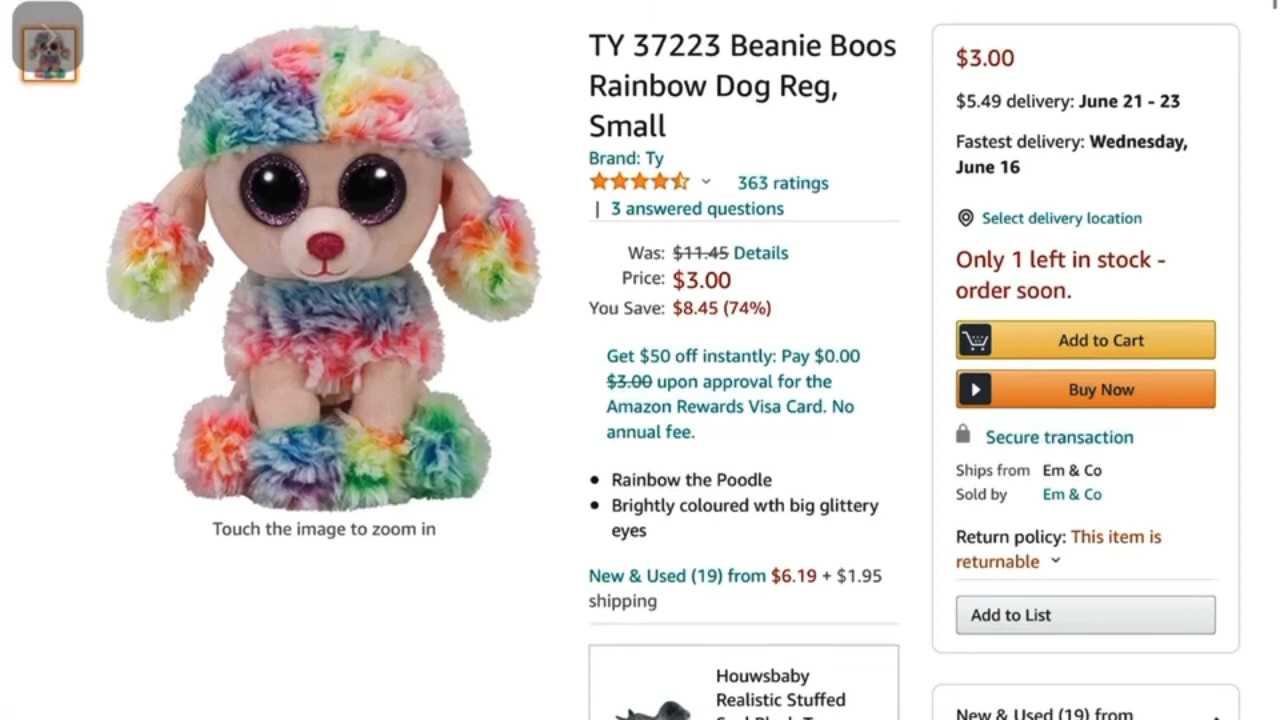 TY 37223 Beanie Boos
Rainbow Dog Reg,
Small
Brand: Ty
363 ratings
| 3 answered questions
Was: $11.45 Details
Price: $3.00
You Save: $8.45 (74%)
Get $50 off instantly: Pay $0.00
$3.00 upon approval for the
Amazon Rewards Visa Card. No
annual fee.
Rainbow the Poodle
Brightly coloured wth big glittery
eyes
New & Used (19) from $6.19 + $1.95
shipping
Houwsbaby
Realistic Stuffed
Touch the image to zoom in
$3.00
$5.49 delivery: June 21 - 23
Fastest delivery: Wednesday,
June 16
Select delivery location
Only 1 left in stock -
order soon.
Add to Cart
Buy Now
Secure transaction
Ships from Em & Co
Sold by Em & Co
Return policy: This item is
returnable
Add to List
New & Used (19) from